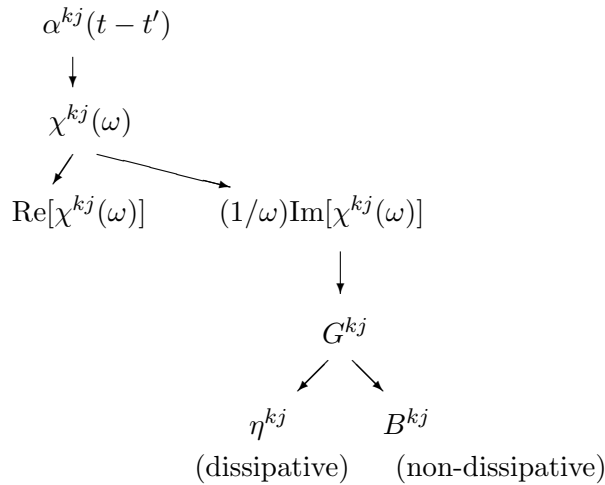 α^{kj}(t − t′)
χ^{kj}(ω)
Re[χ^{kj}(ω)] (1/ω)Im[χ^{kj}(ω)]
G^{kj}
η^{kj} B^{kj}
(dissipative) (non-dissipative)